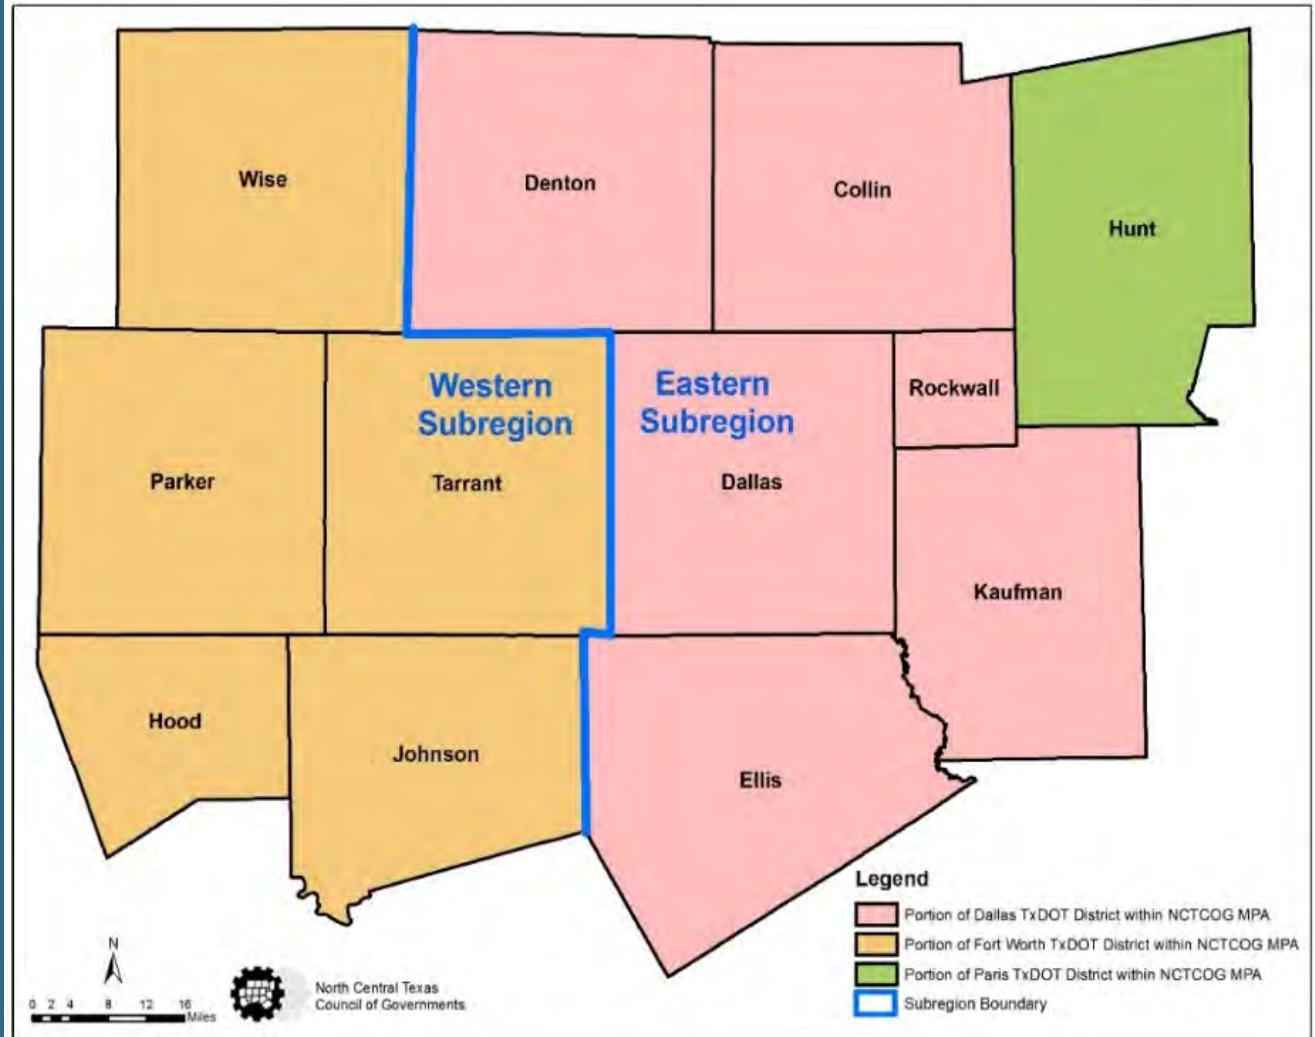 Wise
Denton
Collin
Hunt
Western
Subregion
Eastern
Subregion
Rockwall
Parker
Tarrant
Dallas
Kaufman
Hood
Johnson
Ellis
Legend
Portion of Dallas TxDOT District within NCTCOG MPA
Portion of Fort Worth TxDOT District within NCTCOG MPA
Portion of Paris TxDOT District within NCTCOG MPA
Subregion Boundary
N
0 2 4 8 12 16
Miles
North Central Texas
Council of Governments